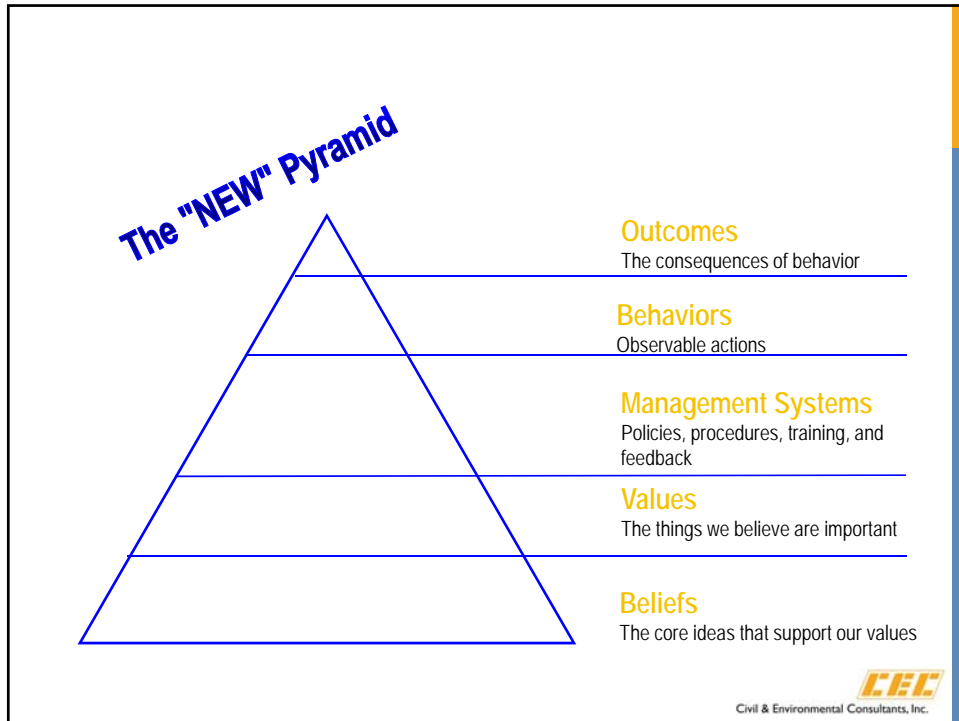 The "NEW" Pyramid
Outcomes
The consequences of behavior
Behaviors
Observable actions
Management Systems
Policies, procedures, training, and
feedback
Values
The things we believe are important
Beliefs
The core ideas that support our values
CEC
Civil & Environmental Consultants, Inc.